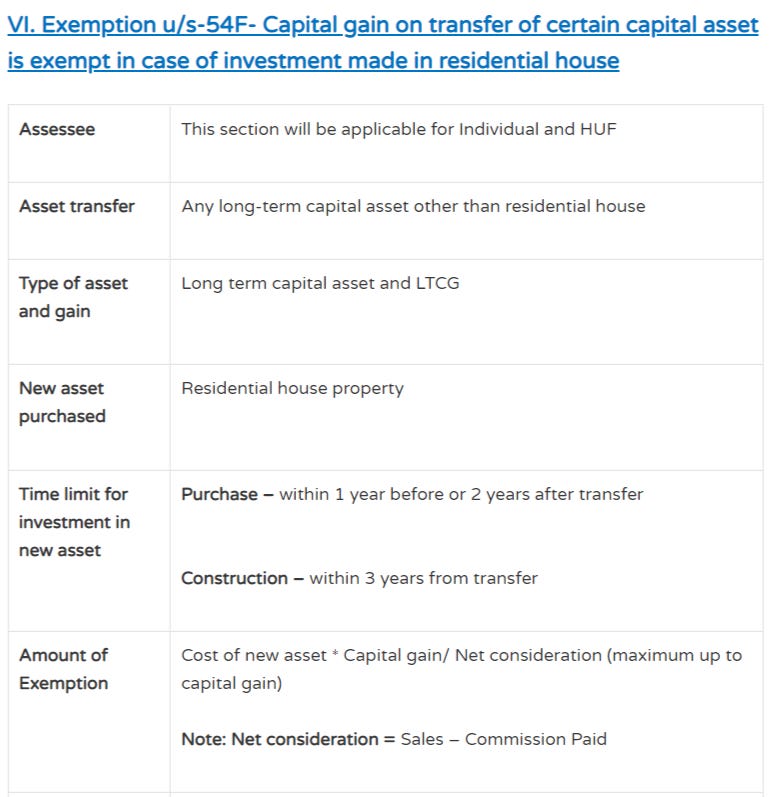 VI. Exemption u/s-54F- Capital gain on transfer of certain capital asset
is exempt in case of investment made in residential house
Assessee
This section will be applicable for Individual and HUF
Asset transfer
Any long-term capital asset other than residential house
Type of asset
and gain
Long term capital asset and LTCG
New asset
purchased
Residential house property
Time limit for
investment in
new asset
Purchase – within 1 year before or 2 years after transfer
Construction – within 3 years from transfer
Amount of
Exemption
Cost of new asset * Capital gain/ Net consideration (maximum up to
capital gain)
Note: Net consideration = Sales – Commission Paid